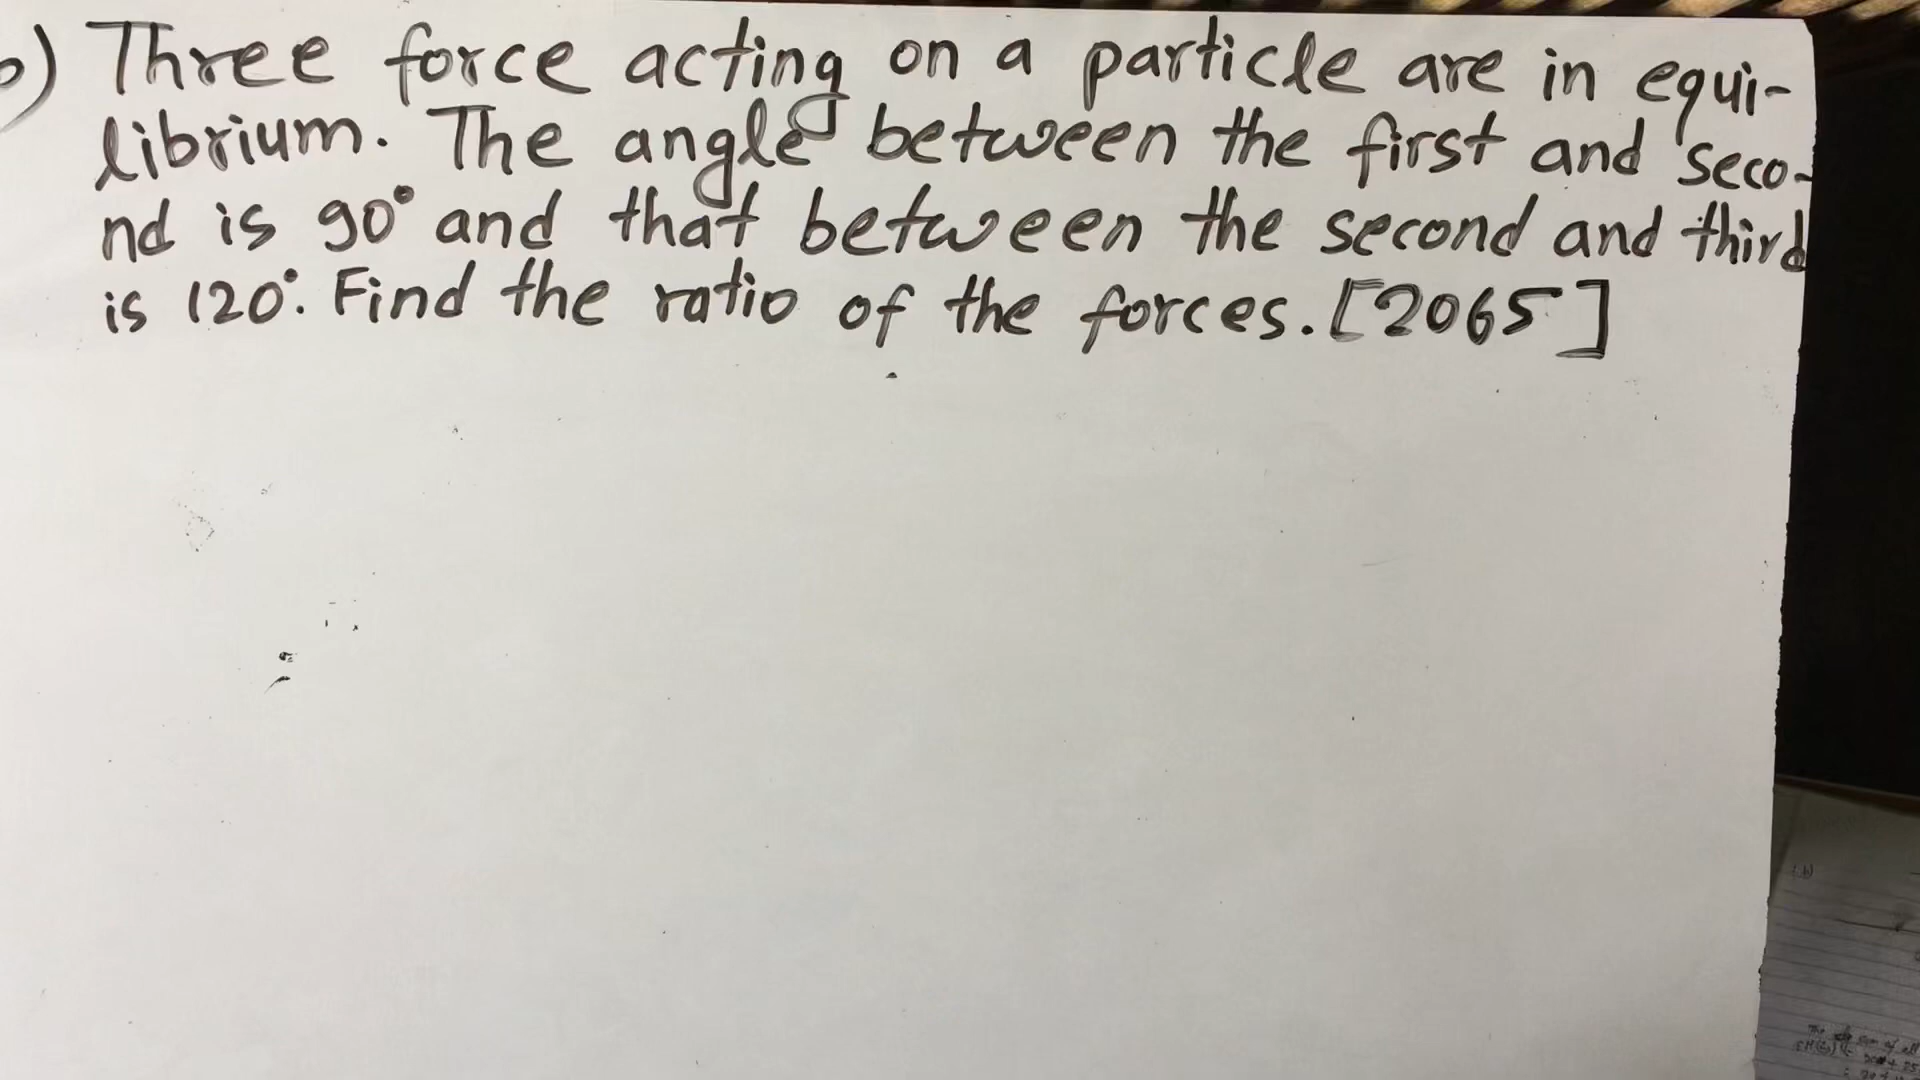 b) Three force acting on a particle are in equi-
librium. The angle between the first and seco-
nd is 90° and that between the second and third
is 120°. Find the ratio of the forces. [2065]